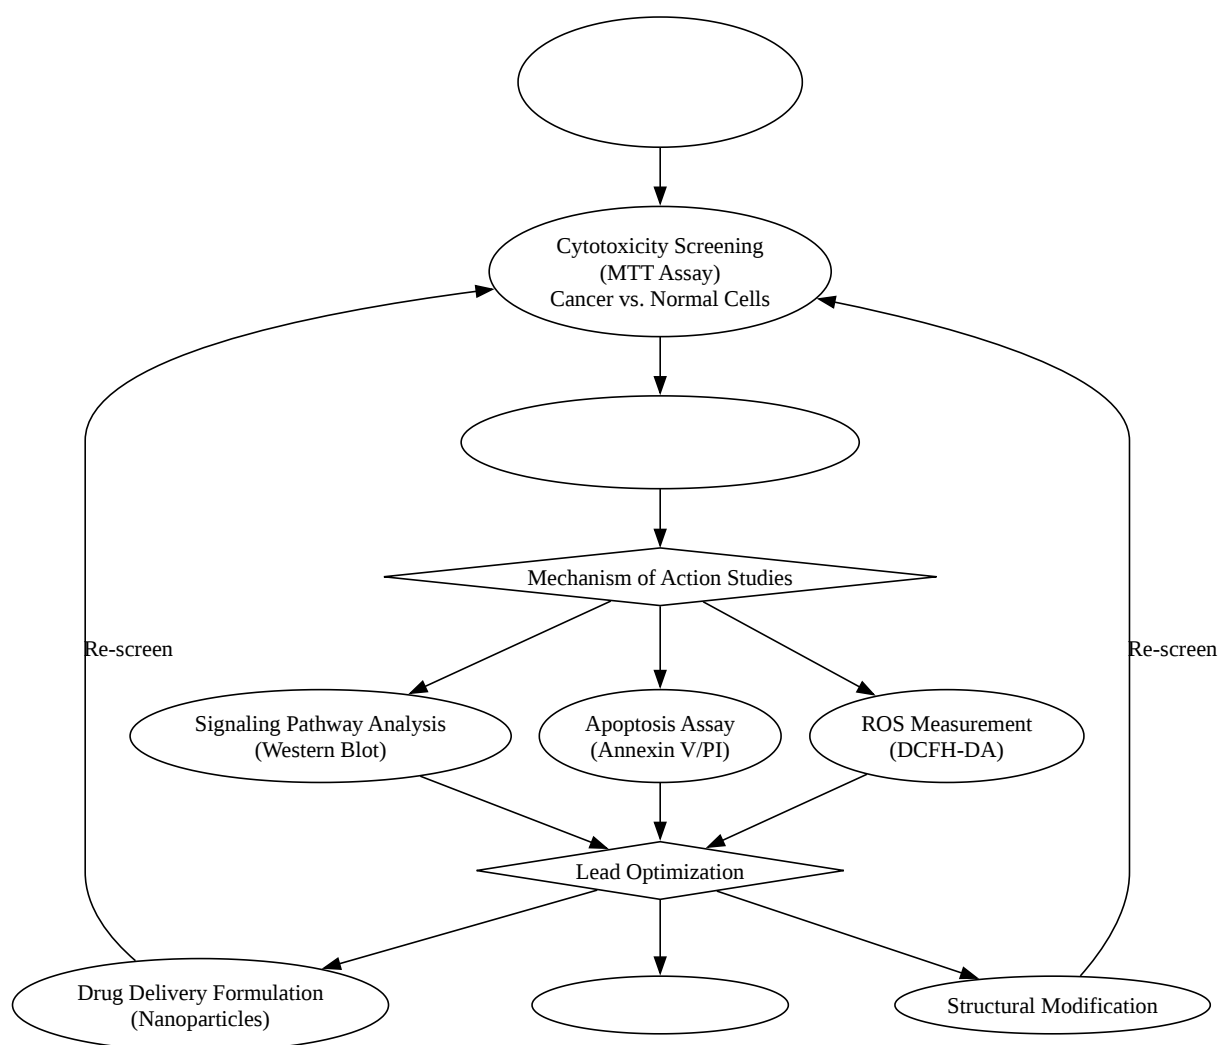 Cytotoxicity Screening
(MTT Assay)
Cancer vs. Normal Cells
Mechanism of Action Studies
Re-screen
Re-screen
Signaling Pathway Analysis
(Western Blot)
Apoptosis Assay
(Annexin V/PI)
ROS Measurement
(DCFH-DA)
Lead Optimization
Drug Delivery Formulation
(Nanoparticles)
Structural Modification